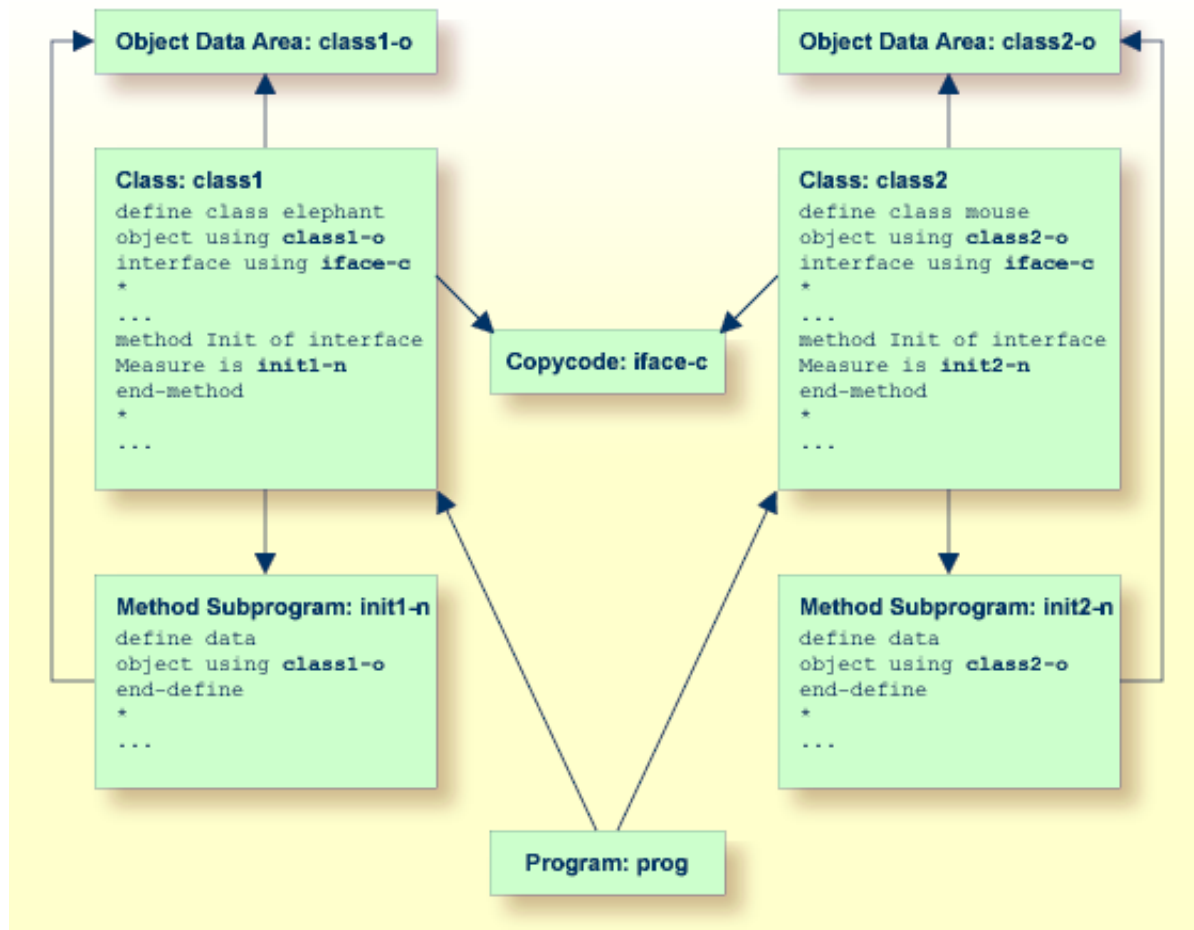 Object Data Area: class1-o
Object Data Area: class2-o
Class: class1
define class elephant
object using class1-o
interface using iface-c
*
...
method Init of interface
Measure is init1-n
end-method
*
...
Class: class2
define class mouse
object using class2-o
interface using iface-c
*
...
method Init of interface
Measure is init2-n
end-method
*
...
Copycode: iface-c
Method Subprogram: init1-n
define data
object using class1-o
end-define
*
...
Method Subprogram: init2-n
define data
object using class2-o
end-define
*
...
Program: prog